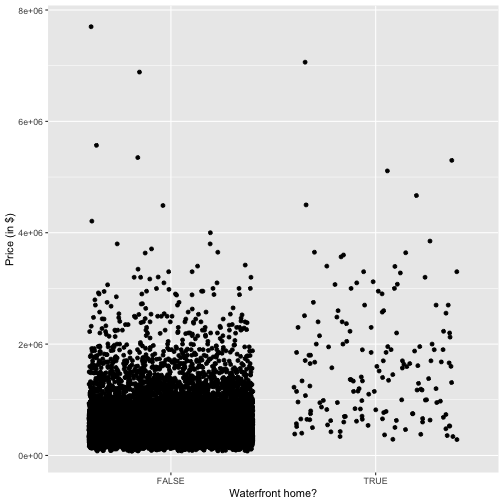 8e+06
6e+06
4e+06
2e+06
0e+00
Price (in $)
FALSE TRUE
Waterfront home?